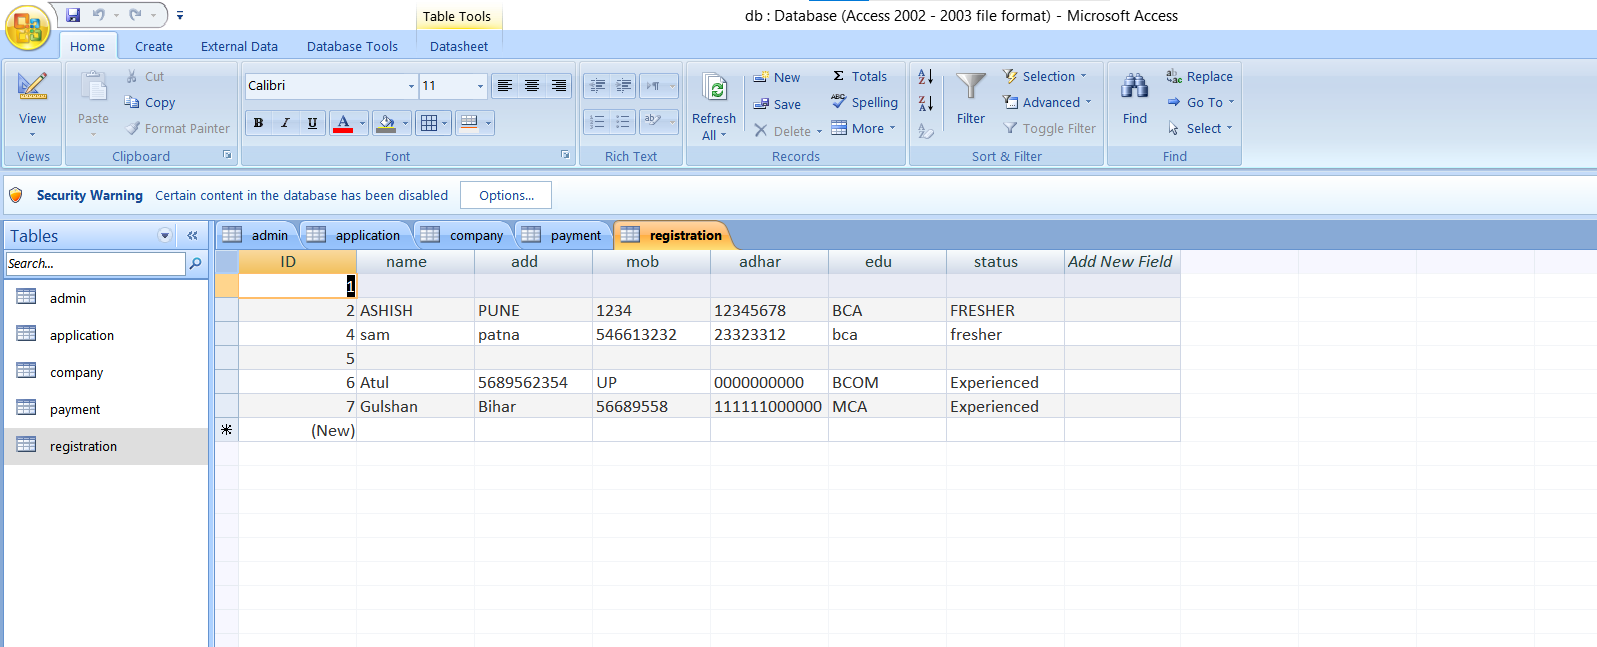 Table Tools
db : Database (Access 2002 - 2003 file format) - Microsoft Access
Home Create External Data Database Tools Datasheet
View
Views
Paste
Cut
Copy
Format Painter
Clipboard
Calibri 11
B I U A
Font
Rich Text
Refresh All
New
Save
Delete
Σ Totals
Spelling
More
Records
Filter
Selection
Advanced
Toggle Filter
Sort & Filter
Find
Replace
Go To
Select
Find
Security Warning Certain content in the database has been disabled Options...
Tables
Search...
admin
application
company
payment
registration
admin application company payment registration
ID name add mob adhar edu status Add New Field
1
2 ASHISH PUNE 1234 12345678 BCA FRESHER
4 sam patna 546613232 23323312 bca fresher
5
6 Atul 5689562354 UP 0000000000 BCOM Experienced
7 Gulshan Bihar 56689558 111111000000 MCA Experienced
(New)